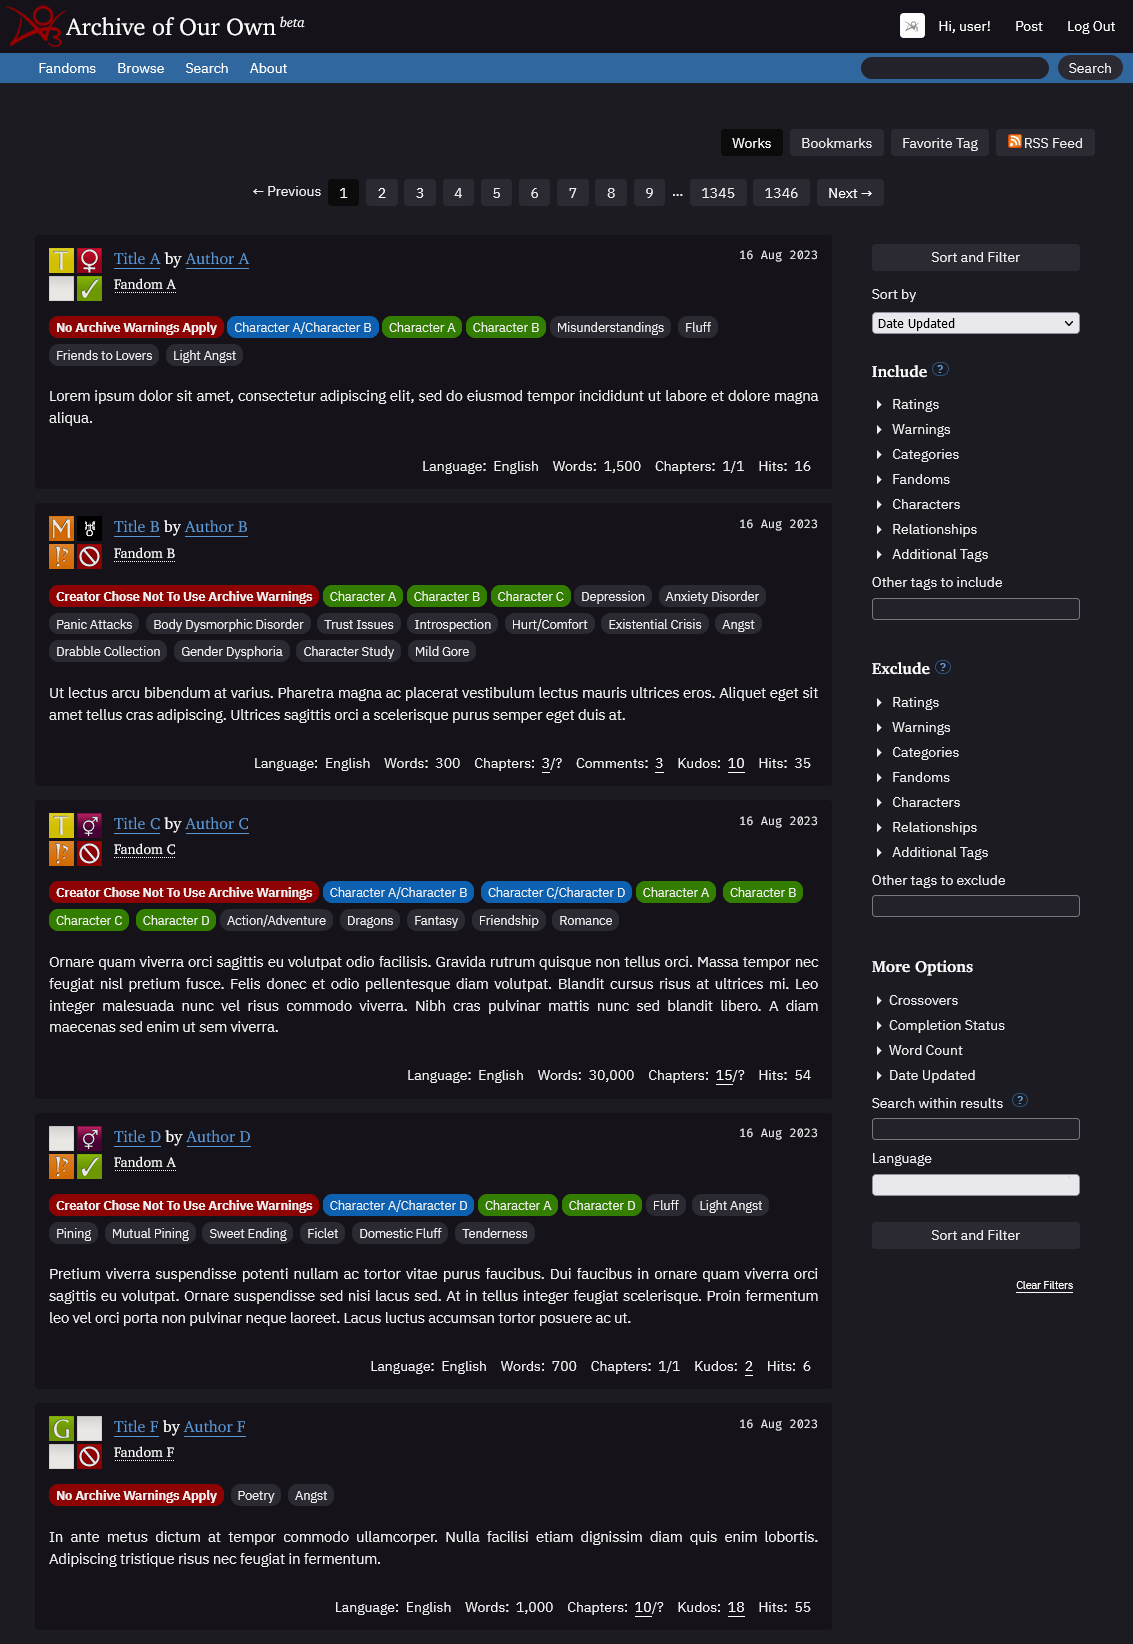 Archive of Our Own beta
Hi, user! Post Log Out
Fandoms Browse Search About
Search
Works Bookmarks Favorite Tag RSS Feed
← Previous 1 2 3 4 5 6 7 8 9 … 1345 1346 Next →
T Title A by Author A
16 Aug 2023
Fandom A
No Archive Warnings Apply Character A/Character B Character A Character B Misunderstandings Fluff
Friends to Lovers Light Angst
Lorem ipsum dolor sit amet, consectetur adipiscing elit, sed do eiusmod tempor incididunt ut labore et dolore magna
aliqua.
Language: English Words: 1,500 Chapters: 1/1 Hits: 16
M Title B by Author B
16 Aug 2023
!? Fandom B
Creator Chose Not To Use Archive Warnings Character A Character B Character C Depression Anxiety Disorder
Panic Attacks Body Dysmorphic Disorder Trust Issues Introspection Hurt/Comfort Existential Crisis Angst
Drabble Collection Gender Dysphoria Character Study Mild Gore
Ut lectus arcu bibendum at varius. Pharetra magna ac placerat vestibulum lectus mauris ultrices eros. Aliquet eget sit
amet tellus cras adipiscing. Ultrices sagittis orci a scelerisque purus semper eget duis at.
Language: English Words: 300 Chapters: 3/? Comments: 3 Kudos: 10 Hits: 35
T Title C by Author C
16 Aug 2023
!? Fandom C
Creator Chose Not To Use Archive Warnings Character A/Character B Character C/Character D Character A Character B
Character C Character D Action/Adventure Dragons Fantasy Friendship Romance
Ornare quam viverra orci sagittis eu volutpat odio facilisis. Gravida rutrum quisque non tellus orci. Massa tempor nec
feugiat nisl pretium fusce. Felis donec et odio pellentesque diam volutpat. Blandit cursus risus at ultrices mi. Leo
integer malesuada nunc vel risus commodo viverra. Nibh cras pulvinar mattis nunc sed blandit libero. A diam
maecenas sed enim ut sem viverra.
Language: English Words: 30,000 Chapters: 15/? Hits: 54
Title D by Author D
16 Aug 2023
!? Fandom A
Creator Chose Not To Use Archive Warnings Character A/Character D Character A Character D Fluff Light Angst
Pining Mutual Pining Sweet Ending Ficlet Domestic Fluff Tenderness
Pretium viverra suspendisse potenti nullam ac tortor vitae purus faucibus. Dui faucibus in ornare quam viverra orci
sagittis eu volutpat. Ornare suspendisse sed nisi lacus sed. At in tellus integer feugiat scelerisque. Proin fermentum
leo vel orci porta non pulvinar neque laoreet. Lacus luctus accumsan tortor posuere ac ut.
Language: English Words: 700 Chapters: 1/1 Kudos: 2 Hits: 6
G Title F by Author F
16 Aug 2023
Fandom F
No Archive Warnings Apply Poetry Angst
In ante metus dictum at tempor commodo ullamcorper. Nulla facilisi etiam dignissim diam quis enim lobortis.
Adipiscing tristique risus nec feugiat in fermentum.
Language: English Words: 1,000 Chapters: 10/? Kudos: 18 Hits: 55
Sort and Filter
Sort by
Date Updated
Include ?
Ratings
Warnings
Categories
Fandoms
Characters
Relationships
Additional Tags
Other tags to include
Exclude ?
Ratings
Warnings
Categories
Fandoms
Characters
Relationships
Additional Tags
Other tags to exclude
More Options
Crossovers
Completion Status
Word Count
Date Updated
Search within results ?
Language
Sort and Filter
Clear Filters